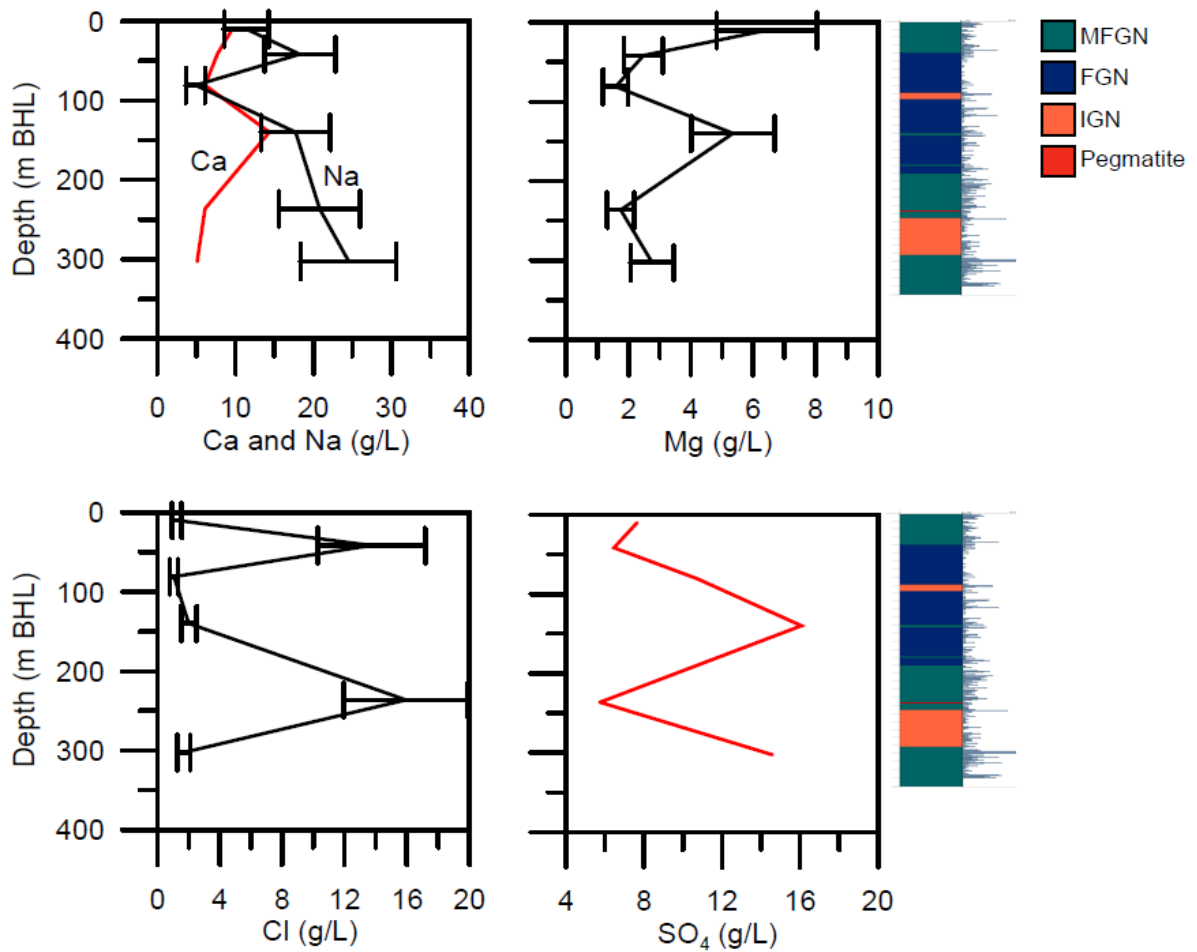 0
100
200
300
400
Depth (m BHL)
Ca
Na
0 10 20 30 40
Ca and Na (g/L)
0 2 4 6 8 10
Mg (g/L)
MFGN
FGN
IGN
Pegmatite
0
100
200
300
400
Depth (m BHL)
0 4 8 12 16 20
Cl (g/L)
4 8 12 16 20
SO₄ (g/L)